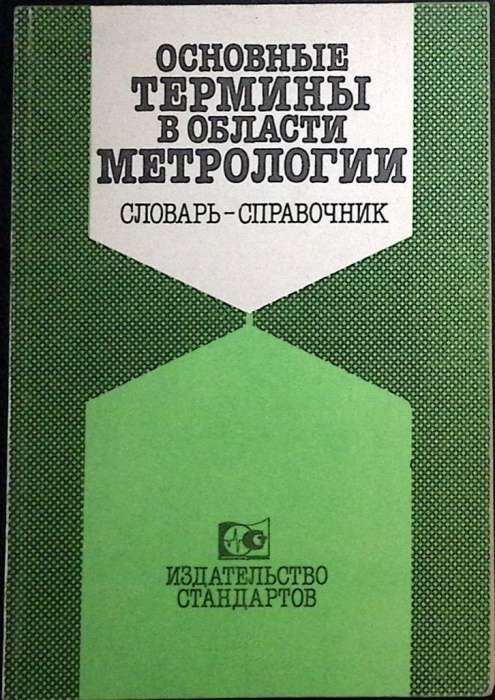 ОСНОВНЫЕ
ТЕРМИНЫ
В ОБЛАСТИ
МЕТРОЛОГИИ
СЛОВАРЬ-СПРАВОЧНИК
ИЗДАТЕЛЬСТВО
СТАНДАРТОВ